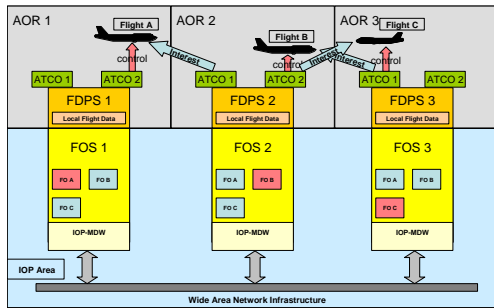 AOR 1
AOR 2
AOR 3
Flight A
Flight B
Flight C
Interest
Interest
Interest
control
control
control
ATCO 1
ATCO 2
ATCO 1
ATCO 2
ATCO 1
ATCO 2
FDPS 1
FDPS 2
FDPS 3
Local Flight Data
Local Flight Data
Local Flight Data
FOS 1
FOS 2
FOS 3
FO A
FO B
FO A
FO B
FO A
FO B
FO C
FO C
FO C
IOP-MDW
IOP-MDW
IOP-MDW
IOP Area
Wide Area Network Infrastructure